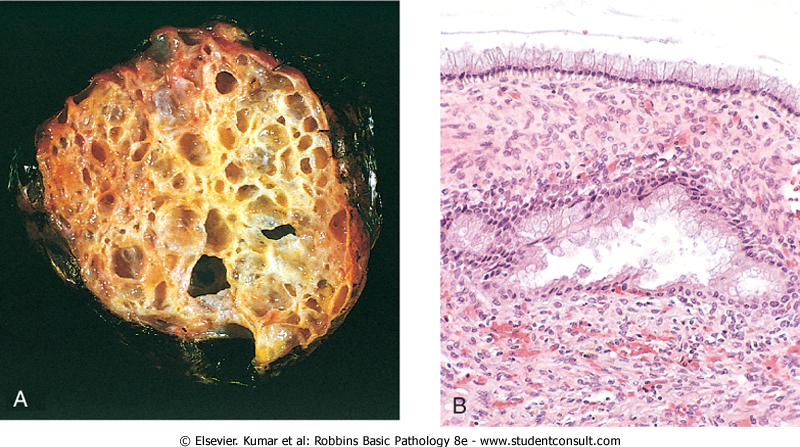 A
B
© Elsevier. Kumar et al: Robbins Basic Pathology 8e - www.studentconsult.com